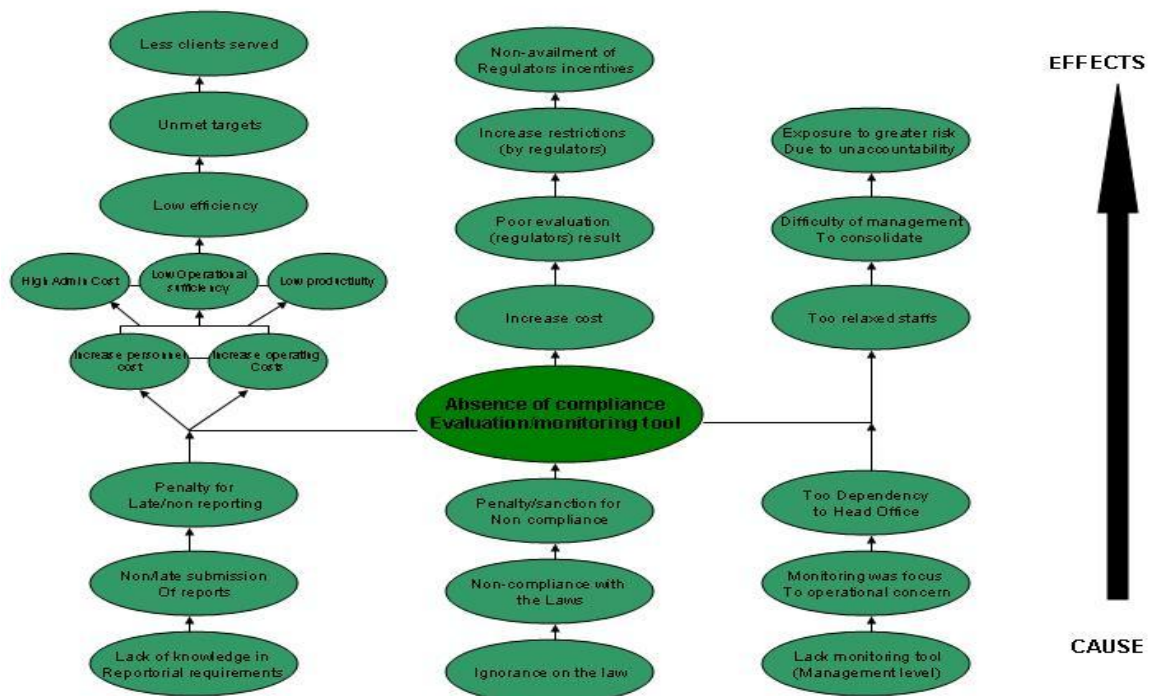 Less clients served
Unmet targets
Low efficiency
High Admin Cost
Low Operational
sufficiency
Low productivity
Increase personnel
cost
Increase operating
Costs
Penalty for
Late/non reporting
Non/late submission
Of reports
Lack of knowledge in
Reportorial requirements
Non-availment of
Regulators incentives
Increase restrictions
(by regulators)
Poor evaluation
(regulators) result
Increase cost
Absence of compliance
Evaluation/monitoring tool
Penalty/sanction for
Non compliance
Non-compliance with
the Laws
Ignorance on the law
Exposure to greater risk
Due to unaccountability
Difficulty of management
To consolidate
Too relaxed staffs
Too Dependency
to Head Office
Monitoring was focus
To operational concern
Lack monitoring tool
(Management level)
EFFECTS
CAUSE